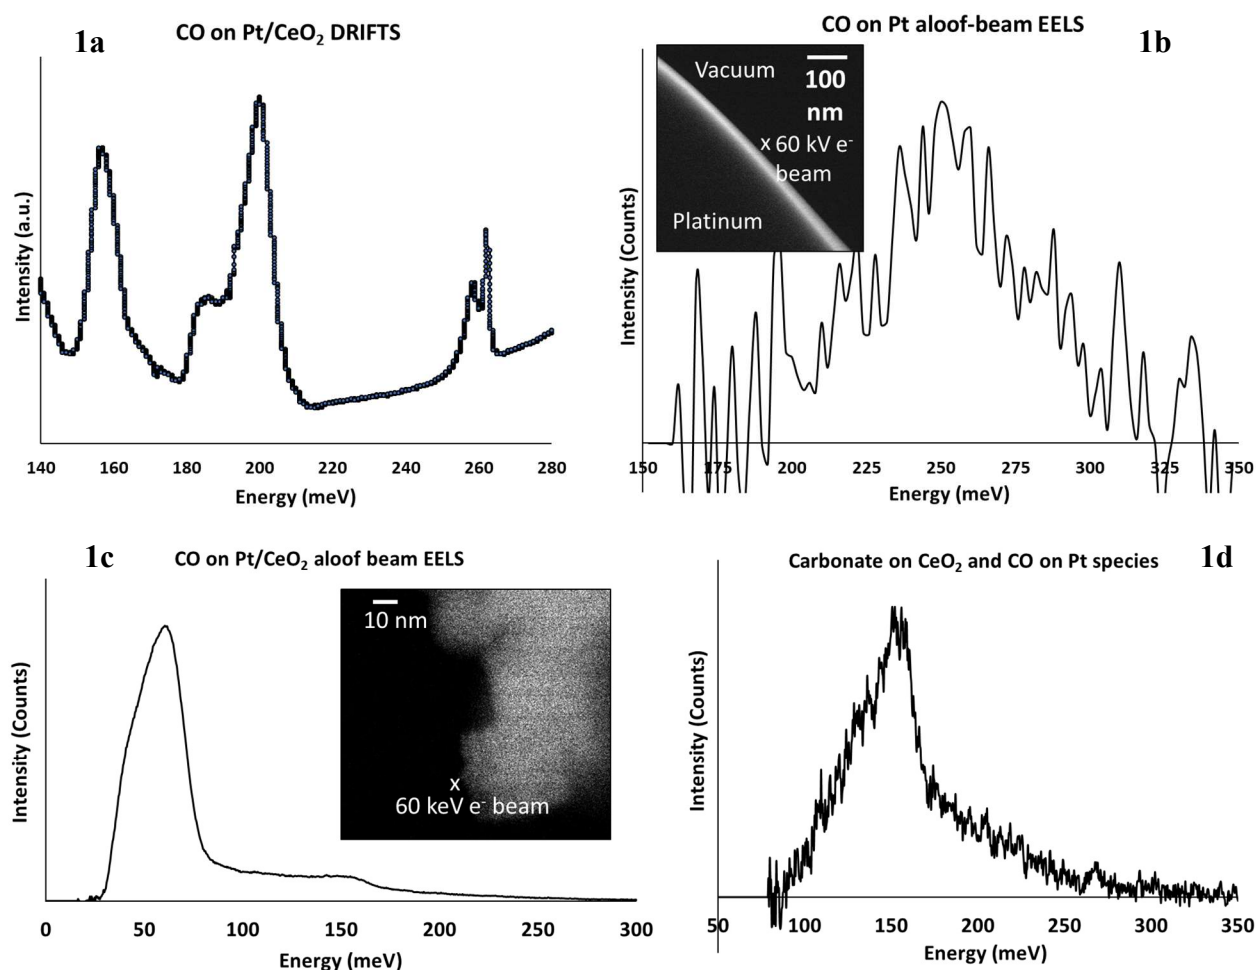 1a
CO on Pt/CeO₂ DRIFTS
Intensity (a.u.)
140 160 180 200 220 240 260 280
Energy (meV)
CO on Pt aloof-beam EELS
1b
Vacuum
100
nm
x 60 kV e⁻
beam
Platinum
Intensity (Counts)
150 175 200 225 250 275 300 325 350
Energy (meV)
1c
CO on Pt/CeO₂ aloof beam EELS
10 nm
x
60 keV e⁻ beam
Intensity (Counts)
0 50 100 150 200 250 300
Energy (meV)
Carbonate on CeO₂ and CO on Pt species
1d
Intensity (Counts)
50 100 150 200 250 300 350
Energy (meV)